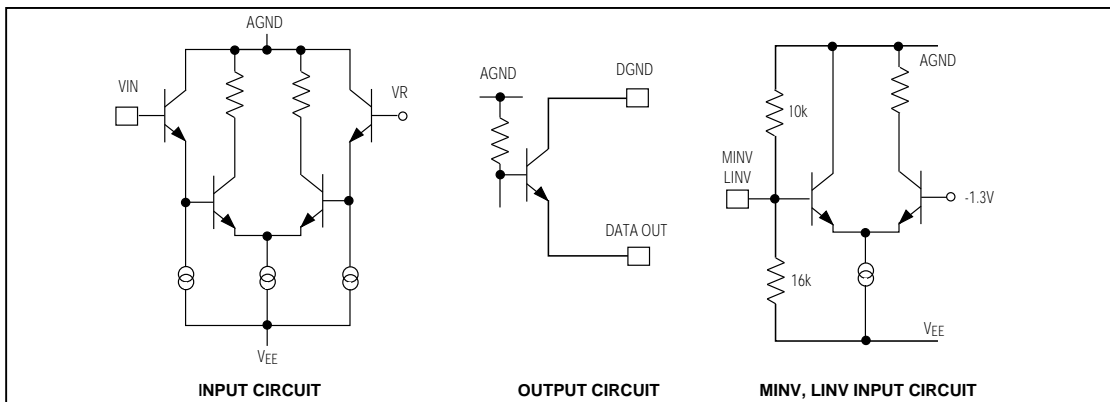 AGND
VIN
VR
VEE
INPUT CIRCUIT
AGND
DGND
DATA OUT
OUTPUT CIRCUIT
AGND
10k
MINV
LINV
-1.3V
16k
VEE
MINV, LINV INPUT CIRCUIT